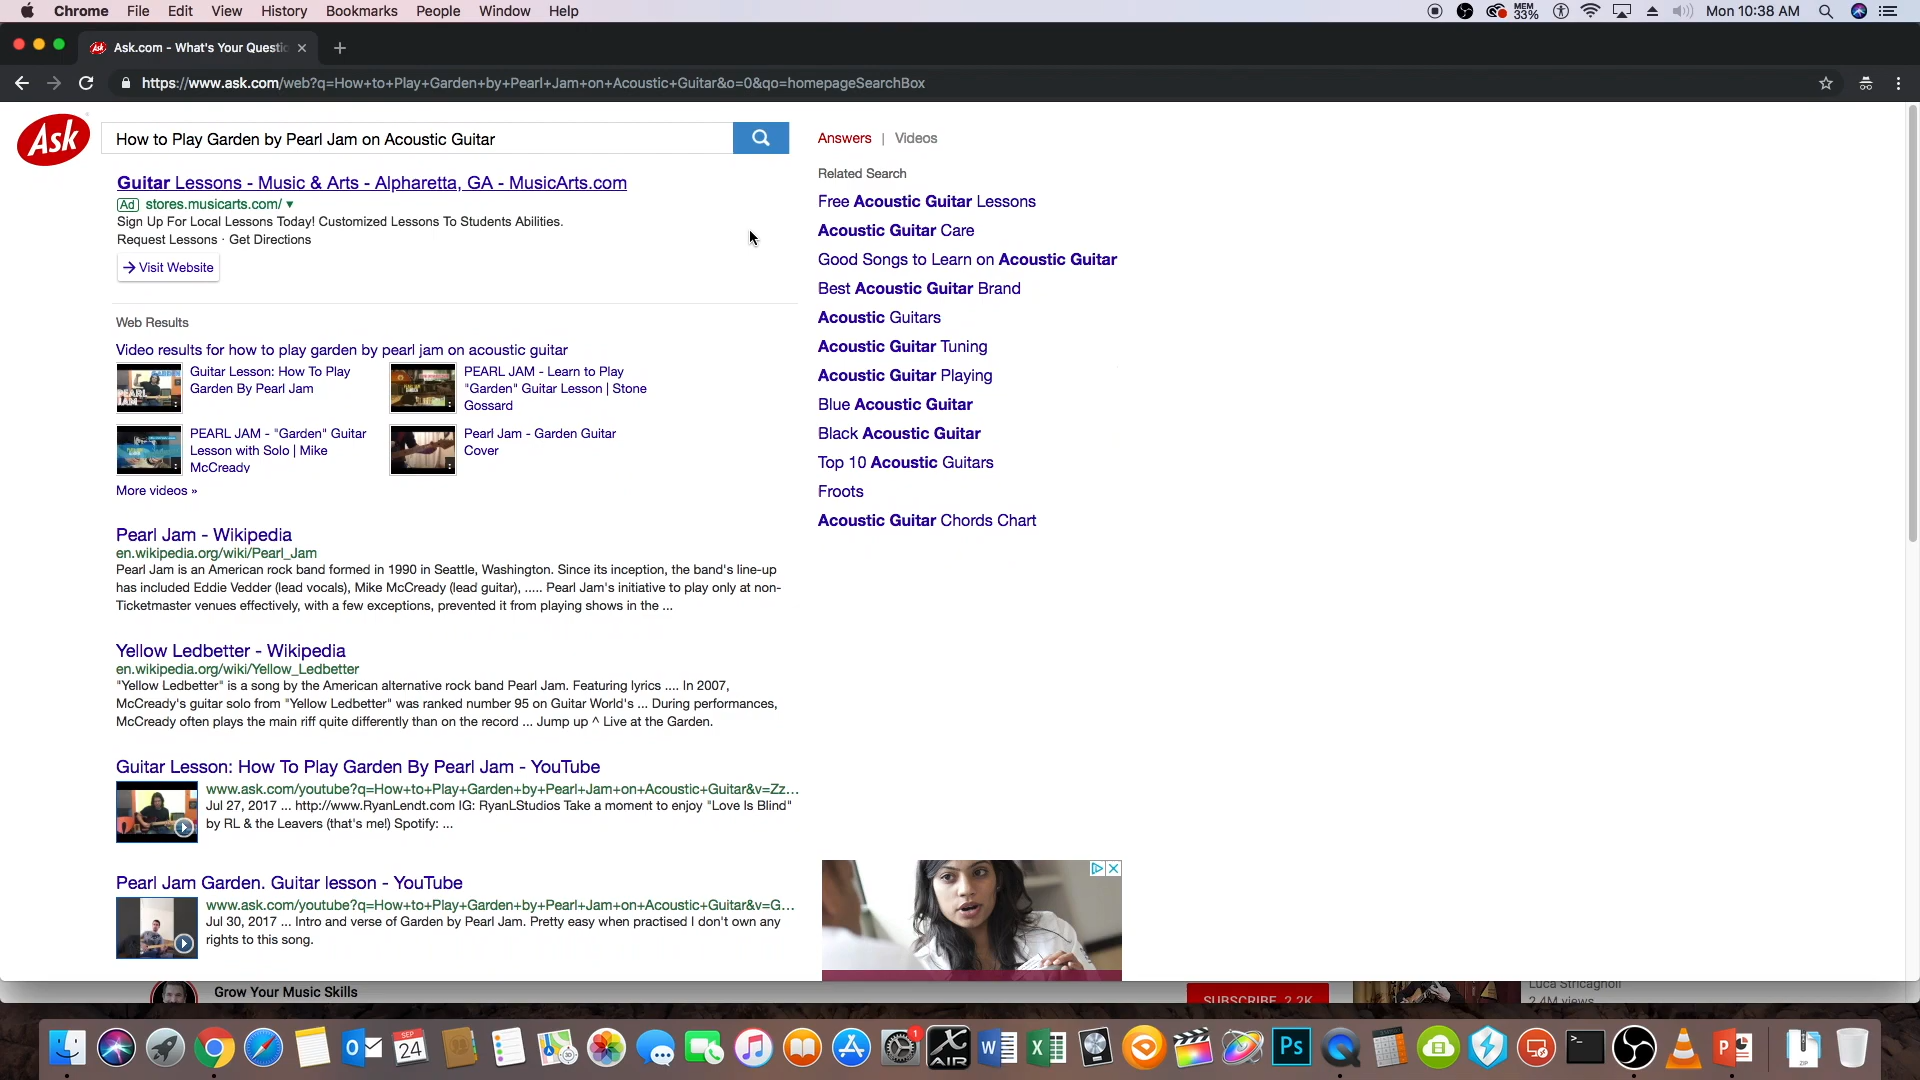 Chrome File Edit View History Bookmarks People Window Help
MEM 33% Mon 10:38 AM
Ask.com - What's Your Questi
https://www.ask.com/web?q=How+to+Play+Garden+by+Pearl+Jam+on+Acoustic+Guitar&o=0&qo=homepageSearchBox
Ask
How to Play Garden by Pearl Jam on Acoustic Guitar
Guitar Lessons - Music & Arts - Alpharetta, GA - MusicArts.com
Ad stores.musicarts.com/ ▾
Sign Up For Local Lessons Today! Customized Lessons To Students Abilities.
Request Lessons · Get Directions
→ Visit Website
Web Results
Video results for how to play garden by pearl jam on acoustic guitar
Guitar Lesson: How To Play
Garden By Pearl Jam
PEARL JAM - Learn to Play
"Garden" Guitar Lesson | Stone
Gossard
PEARL JAM - "Garden" Guitar
Lesson with Solo | Mike
McCready
Pearl Jam - Garden Guitar
Cover
More videos »
Pearl Jam - Wikipedia
en.wikipedia.org/wiki/Pearl_Jam
Pearl Jam is an American rock band formed in 1990 in Seattle, Washington. Since its inception, the band's line-up
has included Eddie Vedder (lead vocals), Mike McCready (lead guitar), ..... Pearl Jam's initiative to play only at non-
Ticketmaster venues effectively, with a few exceptions, prevented it from playing shows in the ...
Yellow Ledbetter - Wikipedia
en.wikipedia.org/wiki/Yellow_Ledbetter
"Yellow Ledbetter" is a song by the American alternative rock band Pearl Jam. Featuring lyrics .... In 2007,
McCready's guitar solo from "Yellow Ledbetter" was ranked number 95 on Guitar World's ... During performances,
McCready often plays the main riff quite differently than on the record ... Jump up ^ Live at the Garden.
Guitar Lesson: How To Play Garden By Pearl Jam - YouTube
www.ask.com/youtube?q=How+to+Play+Garden+by+Pearl+Jam+on+Acoustic+Guitar&v=Zz...
Jul 27, 2017 ... http://www.RyanLendt.com IG: RyanLStudios Take a moment to enjoy "Love Is Blind"
by RL & the Leavers (that's me!) Spotify: ...
Pearl Jam Garden. Guitar lesson - YouTube
www.ask.com/youtube?q=How+to+Play+Garden+by+Pearl+Jam+on+Acoustic+Guitar&v=G...
Jul 30, 2017 ... Intro and verse of Garden by Pearl Jam. Pretty easy when practised I don't own any
rights to this song.
Answers | Videos
Related Search
Free Acoustic Guitar Lessons
Acoustic Guitar Care
Good Songs to Learn on Acoustic Guitar
Best Acoustic Guitar Brand
Acoustic Guitars
Acoustic Guitar Tuning
Acoustic Guitar Playing
Blue Acoustic Guitar
Black Acoustic Guitar
Top 10 Acoustic Guitars
Froots
Acoustic Guitar Chords Chart
Grow Your Music Skills
SUBSCRIBE 2.2K
Luca Stricagnoli
2.4M views
SEP
24
1
AIR
Ps
ZIP